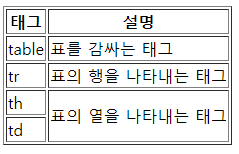 태그 설명
table 표를 감싸는 태그
tr 표의 행을 나타내는 태그
th 표의 열을 나타내는 태그
td